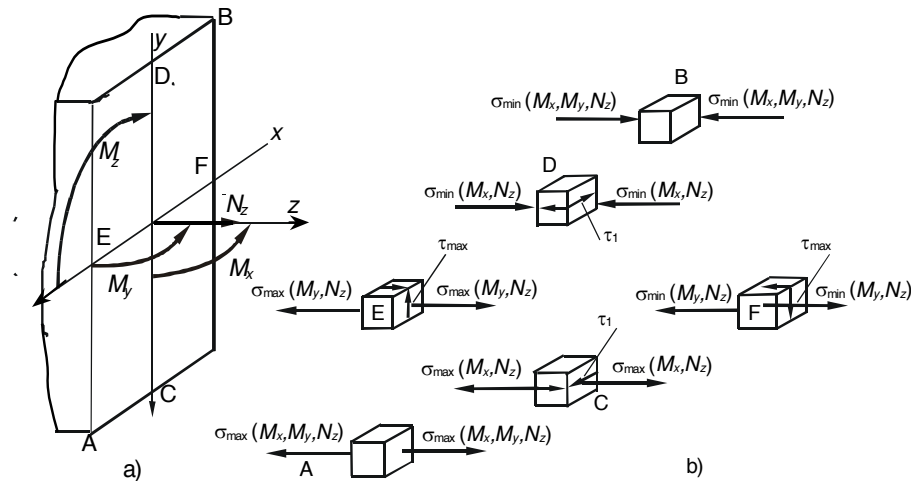 B
y
D
x
M_z
F
N_z
z
E
M_y
M_x
C
A
a)
B
σ_min (M_x,M_y,N_z) σ_min (M_x,M_y,N_z)
D
σ_min (M_x,N_z) σ_min (M_x,N_z)
τ_1
τ_max τ_max
σ_max (M_y,N_z) σ_max (M_y,N_z) σ_min (M_y,N_z) σ_min (M_y,N_z)
E F
τ_1
σ_max (M_x,N_z) σ_max (M_x,N_z)
C
σ_max (M_x,M_y,N_z) σ_max (M_x,M_y,N_z)
A
b)